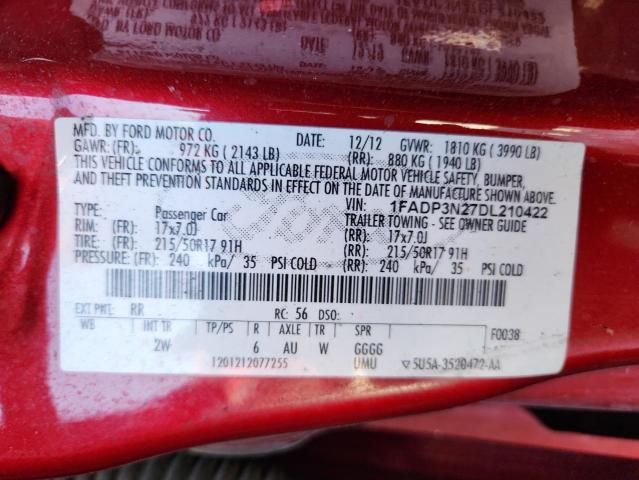 MFD. BY FORD MOTOR CO.
DATE: 12/12 GVWR: 1810 KG ( 3990 LB)
GAWR: (FR): 972 KG ( 2143 LB) (RR): 880 KG ( 1940 LB)
THIS VEHICLE CONFORMS TO ALL APPLICABLE FEDERAL MOTOR VEHICLE SAFETY, BUMPER,
AND THEFT PREVENTION STANDARDS IN EFFECT ON THE DATE OF MANUFACTURE SHOWN ABOVE.
VIN: 1FADP3N27DL210422
TYPE: Passenger Car TRAILER TOWING - SEE OWNER GUIDE
RIM: (FR): 17x7.0J (RR): 17x7.0J
TIRE: (FR): 215/50R17 91H (RR): 215/50R17 91H
PRESSURE: (FR): 240 kPa/ 35 PSI COLD (RR): 240 kPa/ 35 PSI COLD
EXT PNT: RR RC: 56 DSO:
WB INT TR TP/PS R AXLE TR SPR F0038
2W 6 AU W GGGG
1201212077255 UMU 5U5A-3520472-AA